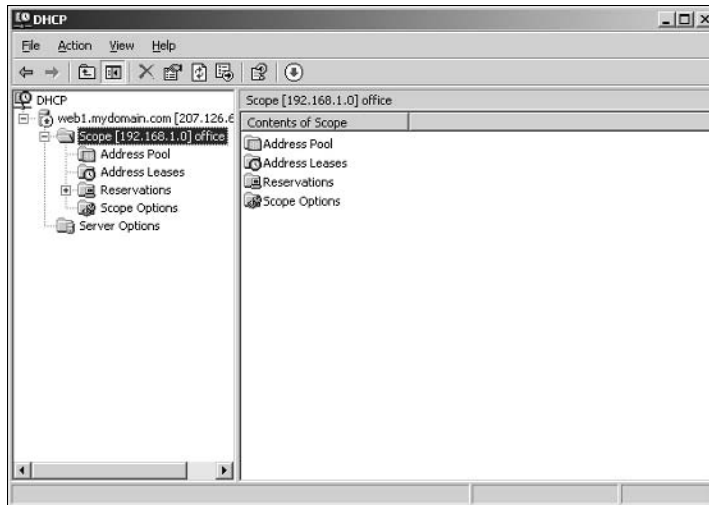 DHCP
File Action View Help
DHCP
web1.mydomain.com [207.126.6
Scope [192.168.1.0] office
Address Pool
Address Leases
Reservations
Scope Options
Server Options
Scope [192.168.1.0] office
Contents of Scope
Address Pool
Address Leases
Reservations
Scope Options